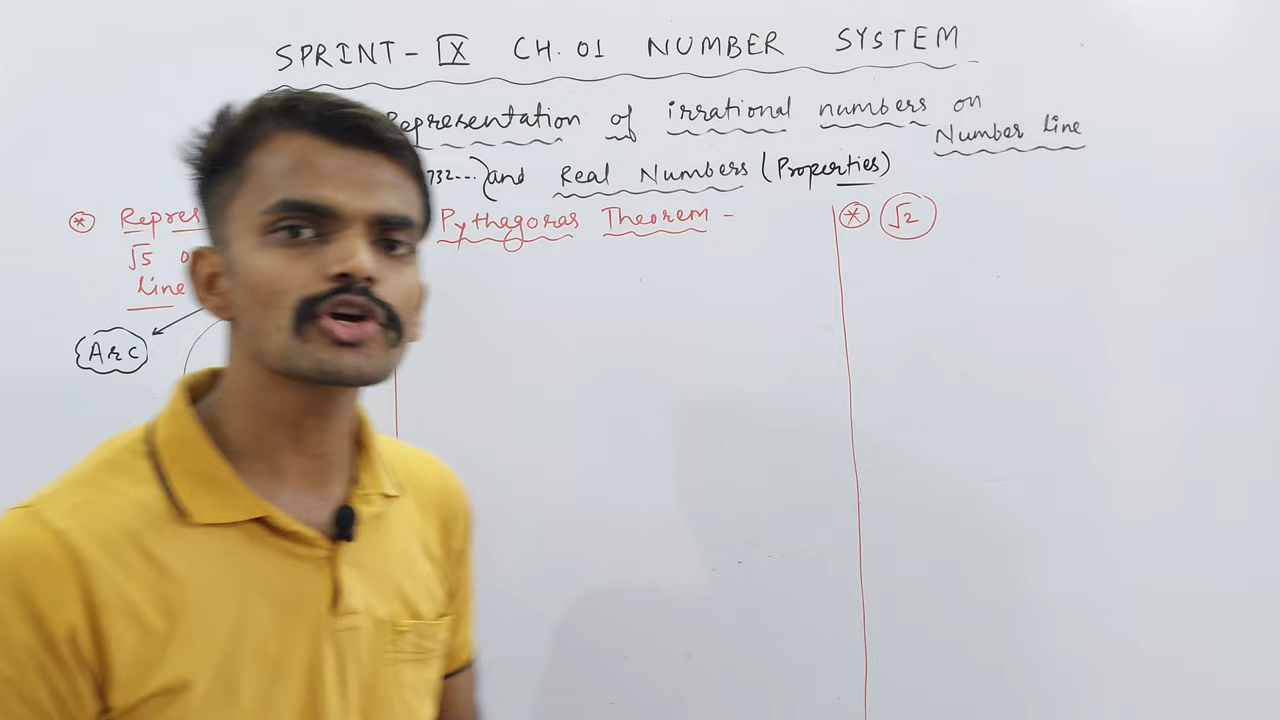 SPRINT- IX CH. 01 NUMBER SYSTEM
Representation of irrational numbers on
Number line
732...) and Real Numbers (Properties)
* Repres
√5
line
Arc
Pythagoras Theorem -
* √2